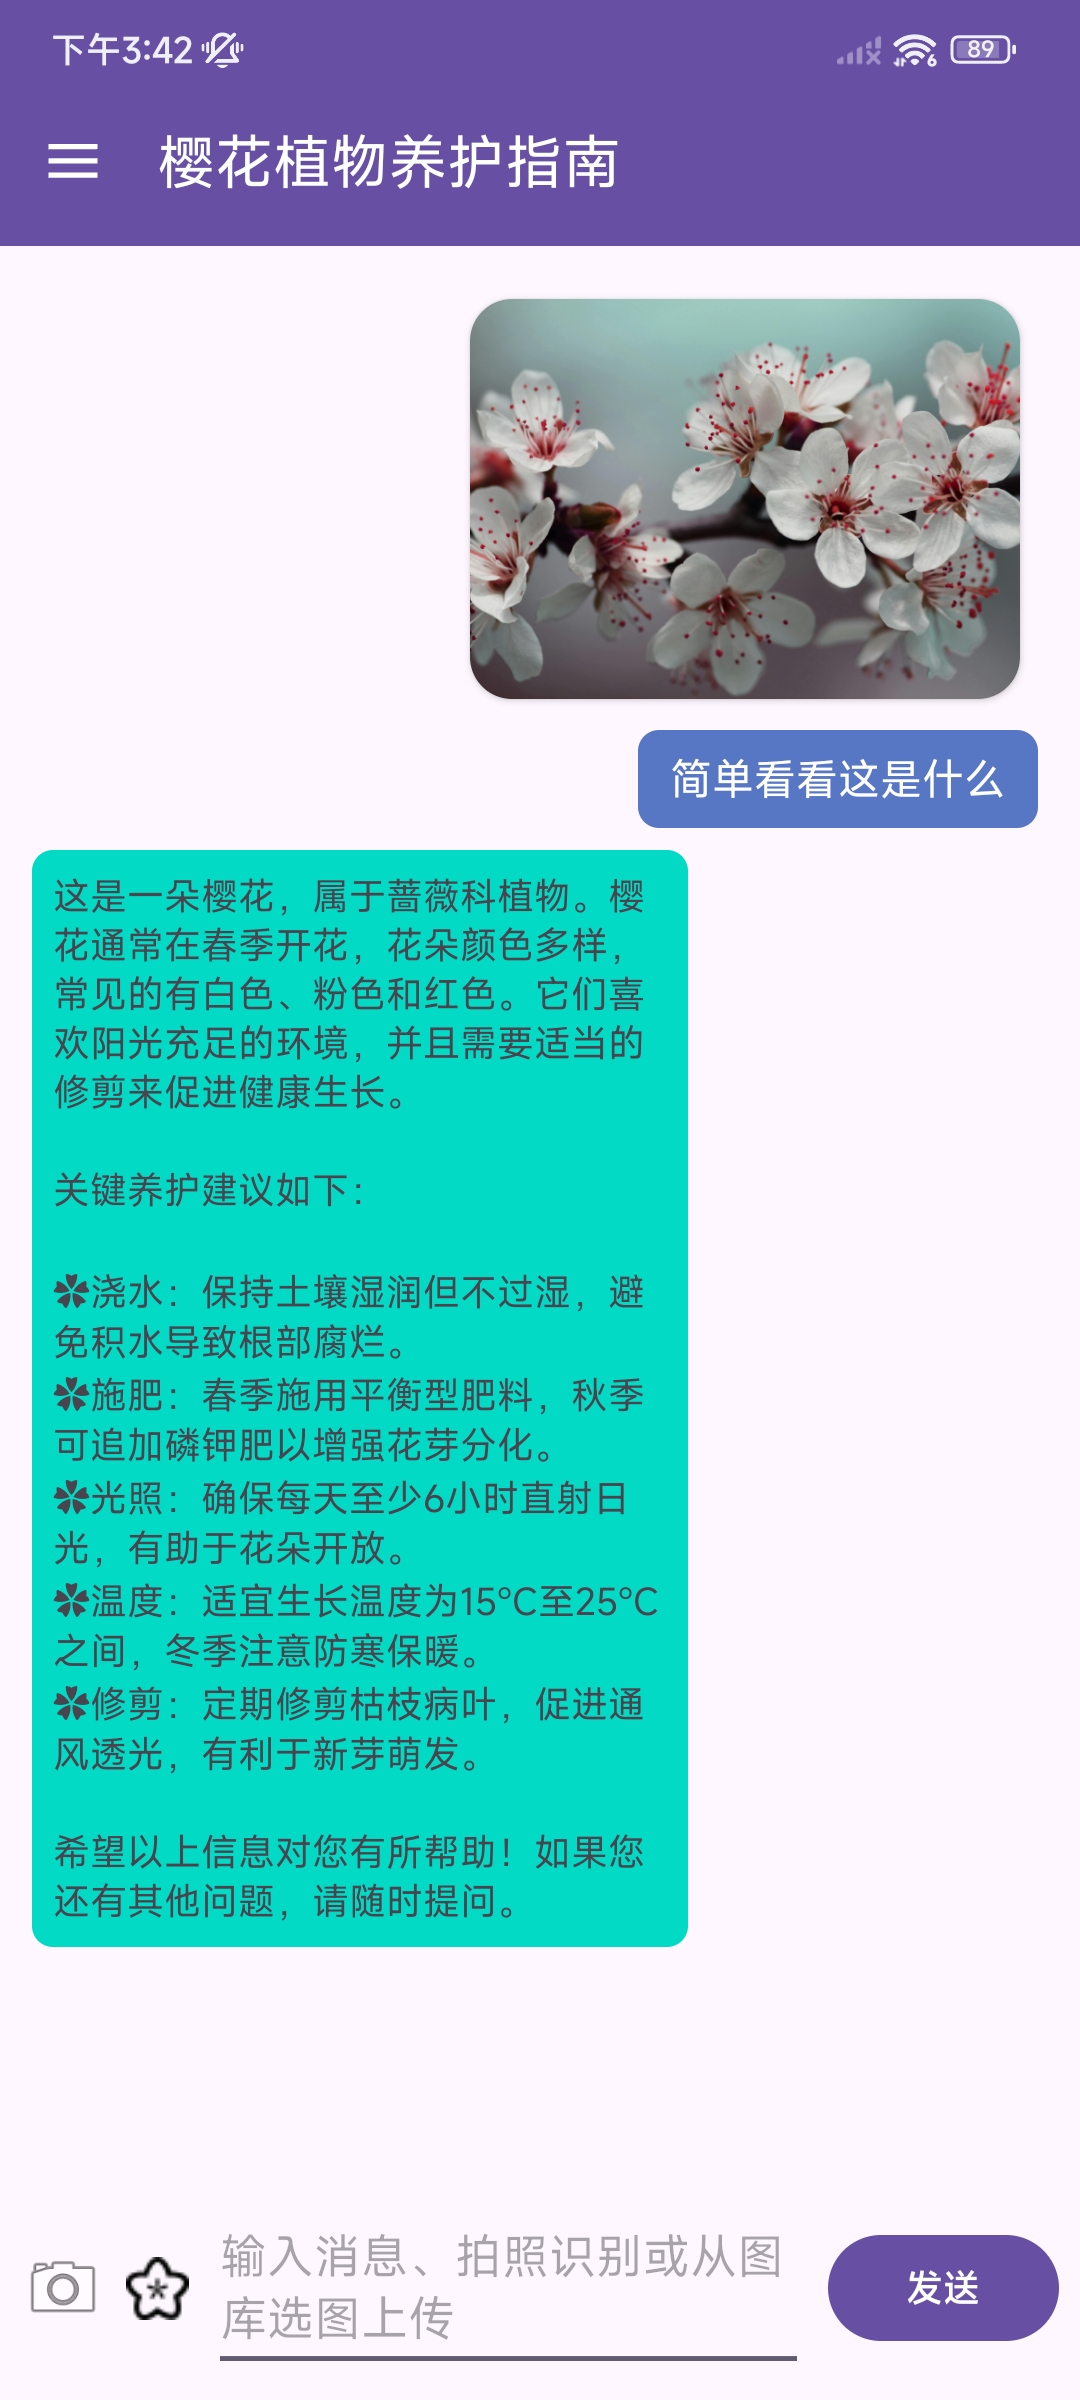 下午3:42
6
89
樱花植物养护指南
简单看看这是什么
这是一朵樱花，属于蔷薇科植物。樱
花通常在春季开花，花朵颜色多样，
常见的有白色、粉色和红色。它们喜
欢阳光充足的环境，并且需要适当的
修剪来促进健康生长。
关键养护建议如下：
✿浇水：保持土壤湿润但不过湿，避
免积水导致根部腐烂。
✿施肥：春季施用平衡型肥料，秋季
可追加磷钾肥以增强花芽分化。
✿光照：确保每天至少6小时直射日
光，有助于花朵开放。
✿温度：适宜生长温度为15°C至25°C
之间，冬季注意防寒保暖。
✿修剪：定期修剪枯枝病叶，促进通
风透光，有利于新芽萌发。
希望以上信息对您有所帮助！如果您
还有其他问题，请随时提问。
输入消息、拍照识别或从图
库选图上传
发送